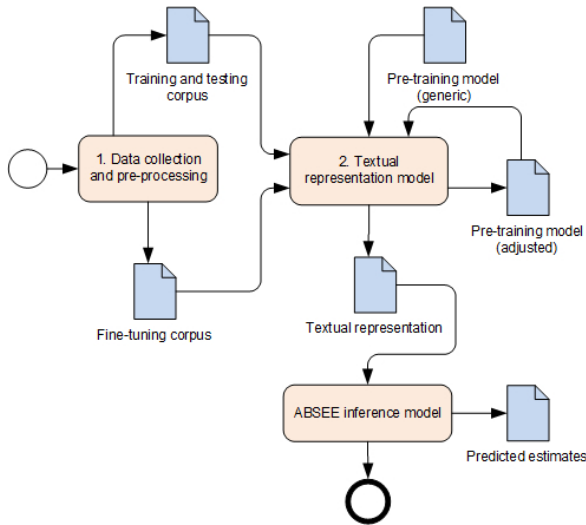 Training and testing
corpus
Pre-training model
(generic)
1. Data collection
and pre-processing
2. Textual
representation model
Pre-training model
(adjusted)
Fine-tuning corpus
Textual representation
ABSEE inference model
Predicted estimates